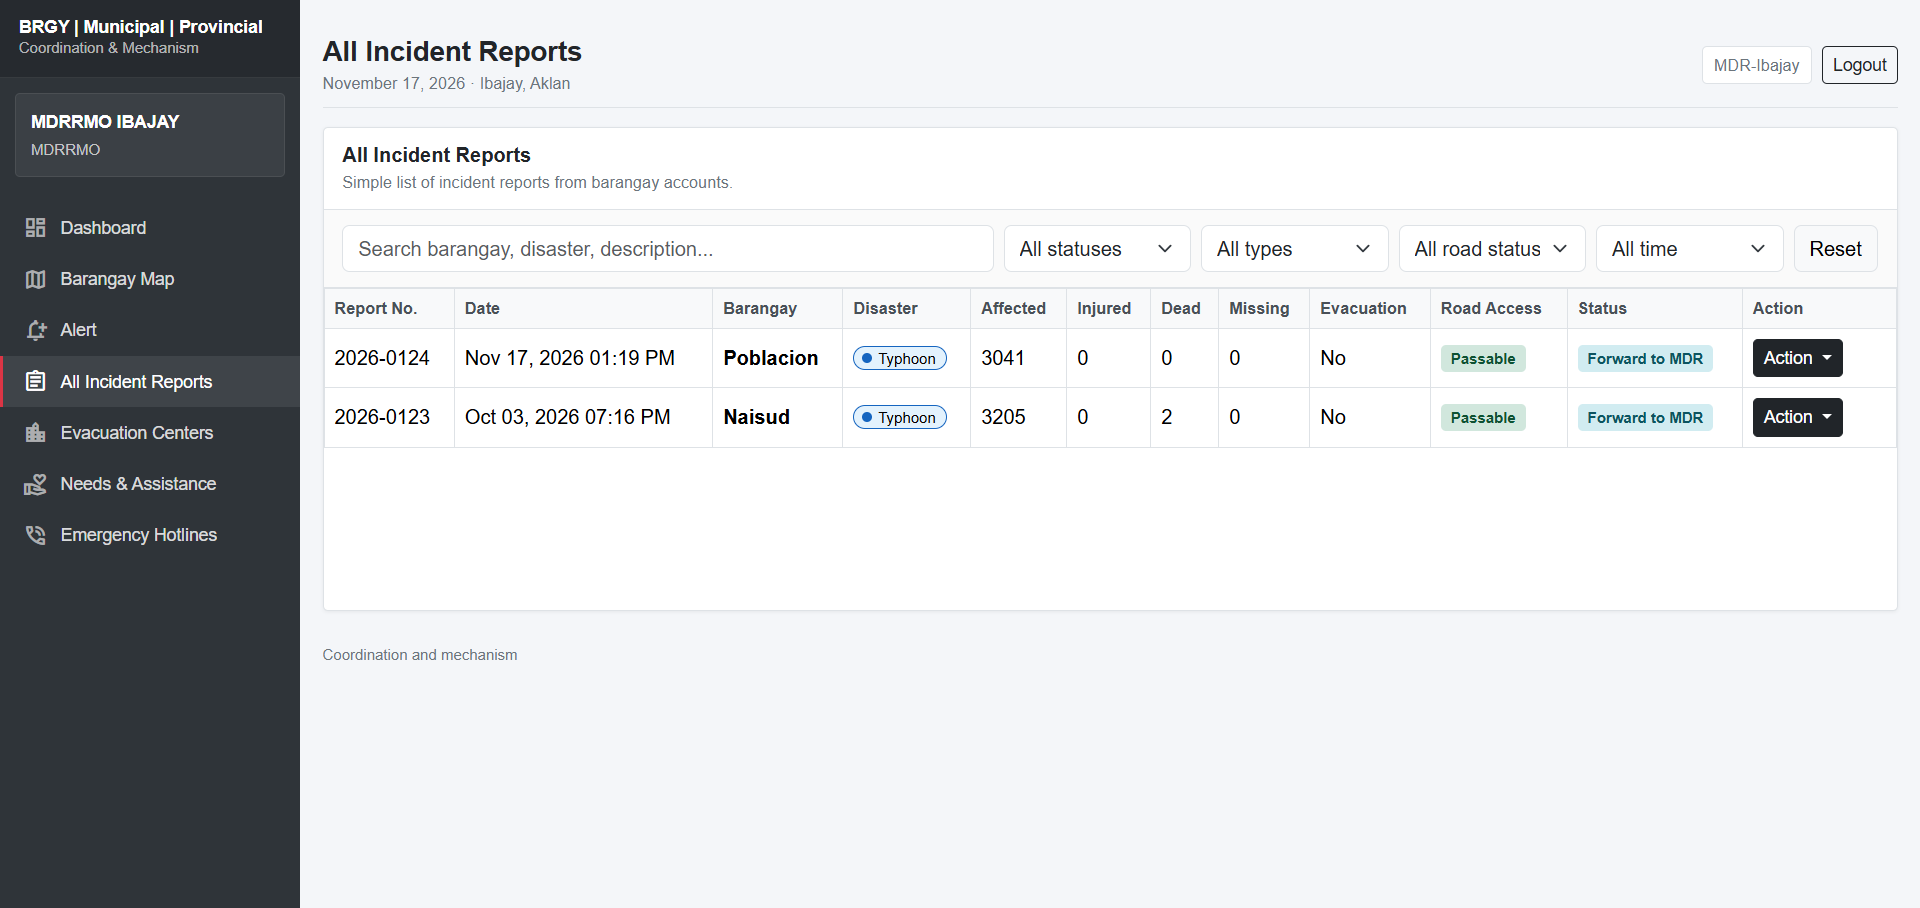 BRGY | Municipal | Provincial
Coordination & Mechanism
MDRRMO IBAJAY
MDRRMO
Dashboard
Barangay Map
Alert
All Incident Reports
Evacuation Centers
Needs & Assistance
Emergency Hotlines
All Incident Reports
November 17, 2026 · Ibajay, Aklan
MDR-Ibajay
Logout
All Incident Reports
Simple list of incident reports from barangay accounts.
Search barangay, disaster, description...
All statuses
All types
All road status
All time
Reset
Report No. Date Barangay Disaster Affected Injured Dead Missing Evacuation Road Access Status Action
2026-0124 Nov 17, 2026 01:19 PM Poblacion Typhoon 3041 0 0 0 No Passable Forward to MDR Action
2026-0123 Oct 03, 2026 07:16 PM Naisud Typhoon 3205 0 2 0 No Passable Forward to MDR Action
Coordination and mechanism